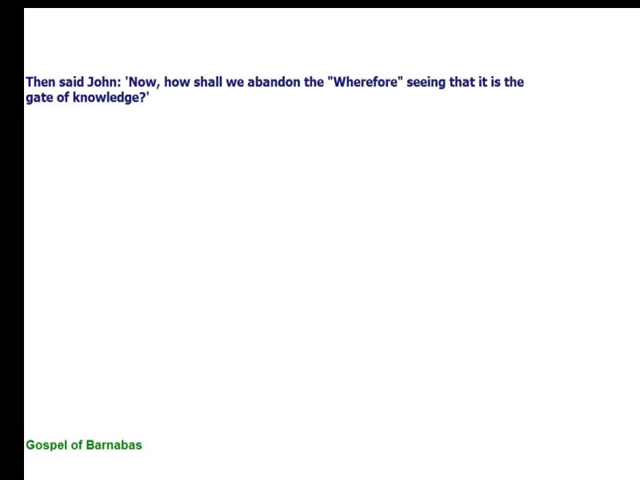 Then said John: 'Now, how shall we abandon the "Wherefore" seeing that it is the
gate of knowledge?'
Gospel of Barnabas